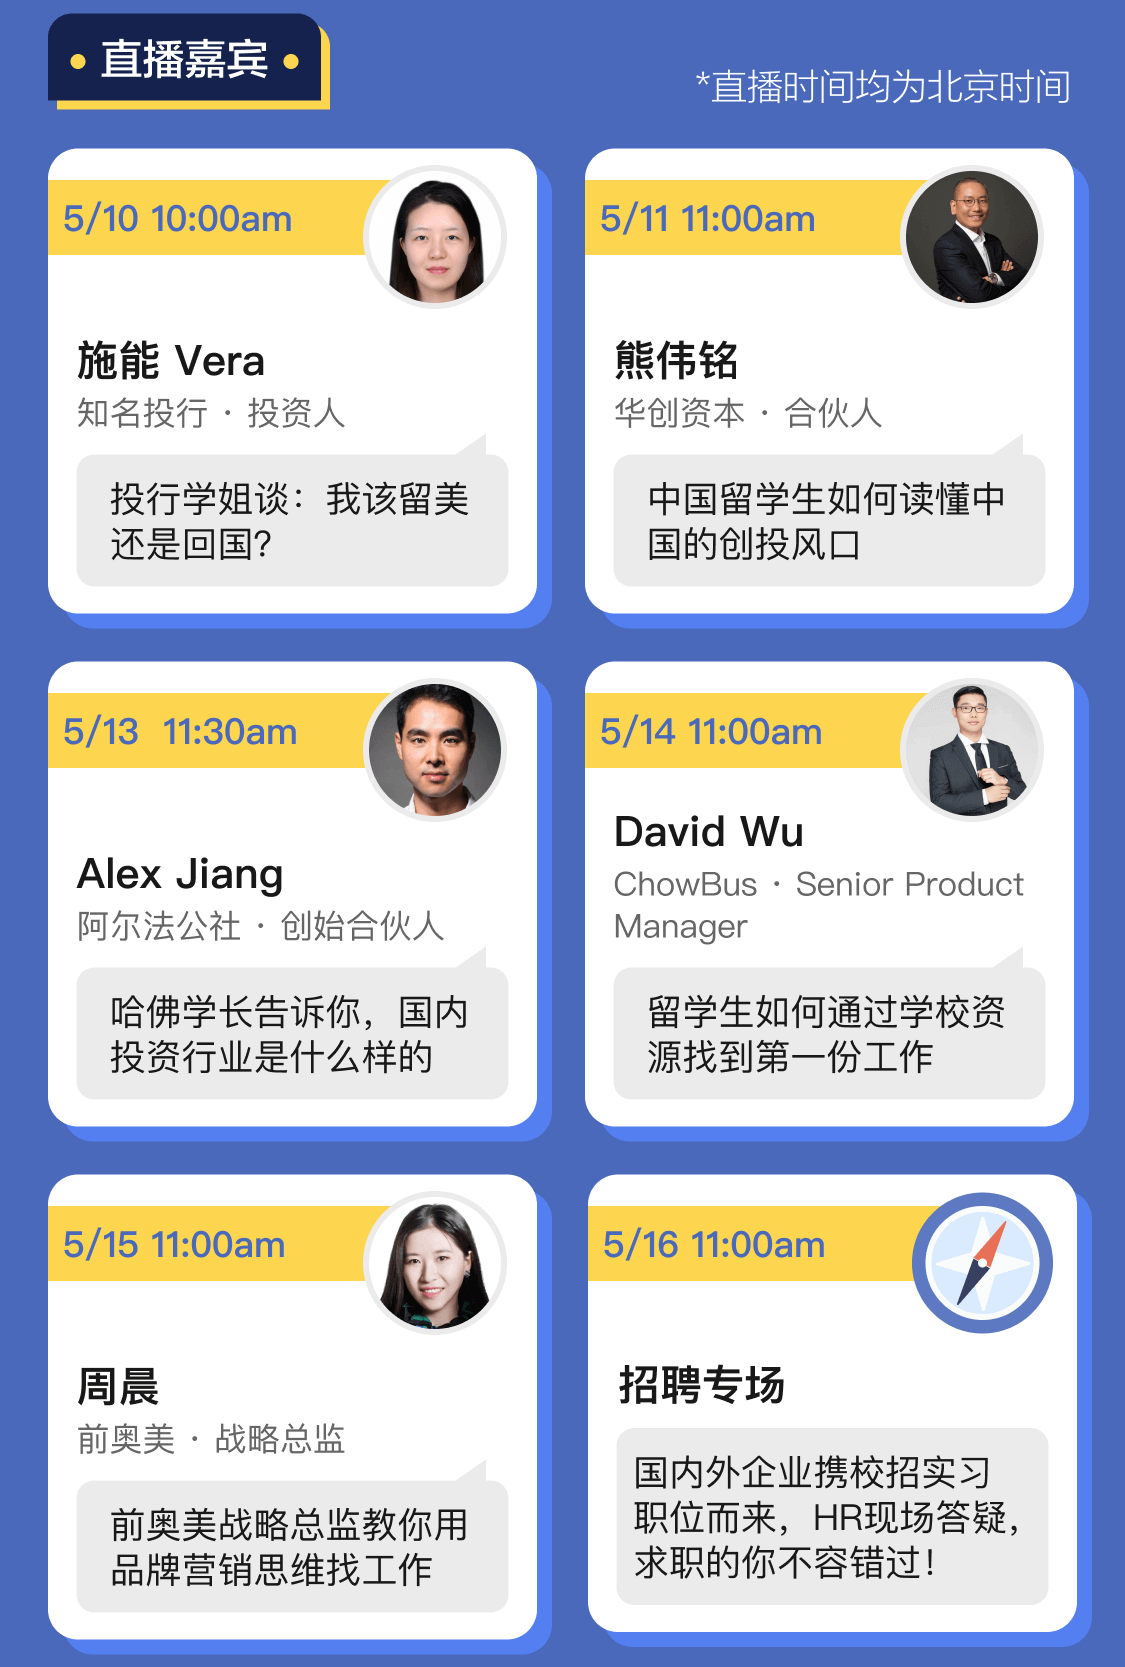 直播嘉宾
*直播时间均为北京时间
5/10 10:00am
施能 Vera
知名投行 · 投资人
投行学姐谈：我该留美
还是回国?
5/11 11:00am
熊伟铭
华创资本 · 合伙人
中国留学生如何读懂中
国的创投风口
5/13 11:30am
Alex Jiang
阿尔法公社 · 创始合伙人
哈佛学长告诉你，国内
投资行业是什么样的
5/14 11:00am
David Wu
ChowBus · Senior Product
Manager
留学生如何通过学校资
源找到第一份工作
5/15 11:00am
周晨
前奥美 · 战略总监
前奥美战略总监教你用
品牌营销思维找工作
5/16 11:00am
招聘专场
国内外企业携校招实习
职位而来，HR现场答疑，
求职的你不容错过！